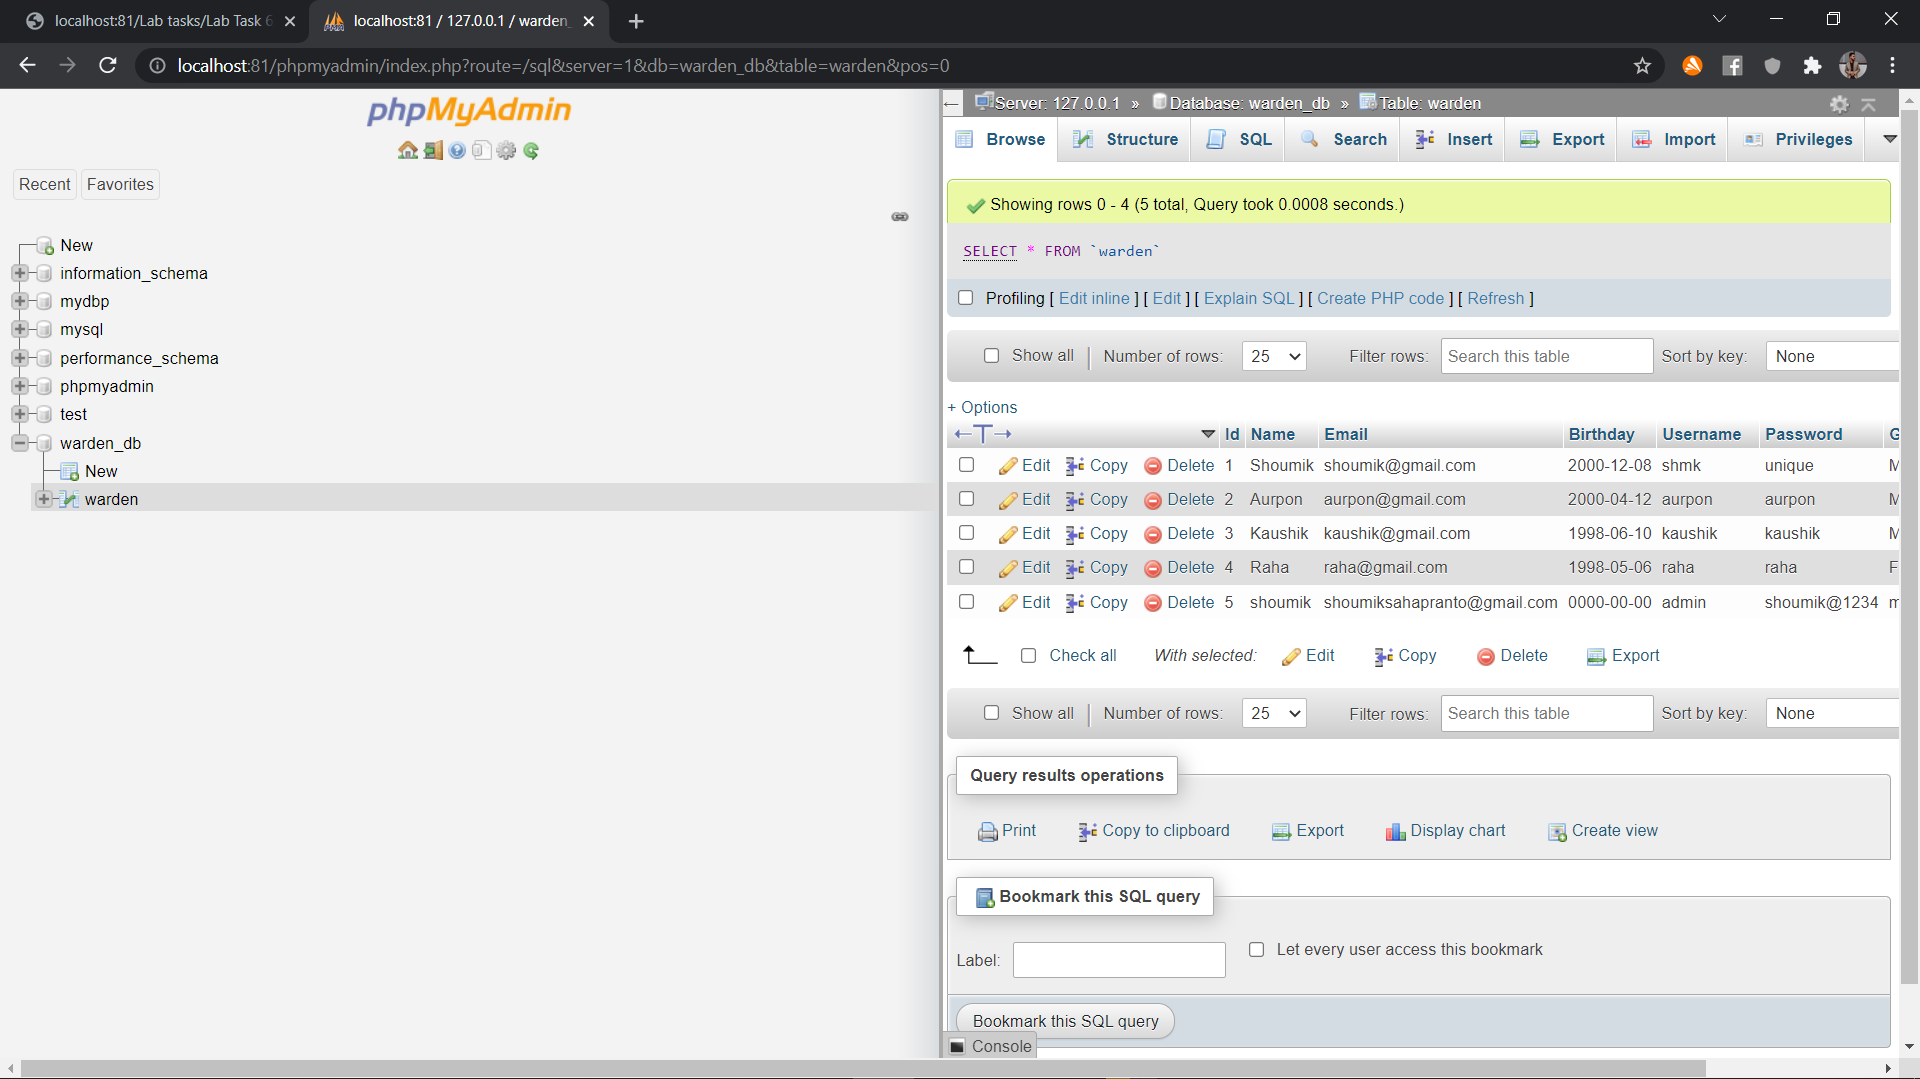 localhost:81/Lab tasks/Lab Task 6
localhost:81 / 127.0.0.1 / warden_
localhost:81/phpmyadmin/index.php?route=/sql&server=1&db=warden_db&table=warden&pos=0
phpMyAdmin
Recent Favorites
New
information_schema
mydbp
mysql
performance_schema
phpmyadmin
test
warden_db
New
warden
Server: 127.0.0.1 » Database: warden_db » Table: warden
Browse Structure SQL Search Insert Export Import Privileges
Showing rows 0 - 4 (5 total, Query took 0.0008 seconds.)
SELECT * FROM `warden`
Profiling [ Edit inline ] [ Edit ] [ Explain SQL ] [ Create PHP code ] [ Refresh ]
Show all | Number of rows: 25 Filter rows: Search this table Sort by key: None
+ Options
←T→ Id Name Email Birthday Username Password G
Edit Copy Delete 1 Shoumik shoumik@gmail.com 2000-12-08 shmk unique M
Edit Copy Delete 2 Aurpon aurpon@gmail.com 2000-04-12 aurpon aurpon M
Edit Copy Delete 3 Kaushik kaushik@gmail.com 1998-06-10 kaushik kaushik M
Edit Copy Delete 4 Raha raha@gmail.com 1998-05-06 raha raha F
Edit Copy Delete 5 shoumik shoumiksahapranto@gmail.com 0000-00-00 admin shoumik@1234 m
Check all With selected: Edit Copy Delete Export
Show all | Number of rows: 25 Filter rows: Search this table Sort by key: None
Query results operations
Print Copy to clipboard Export Display chart Create view
Bookmark this SQL query
Label: Let every user access this bookmark
Bookmark this SQL query
Console